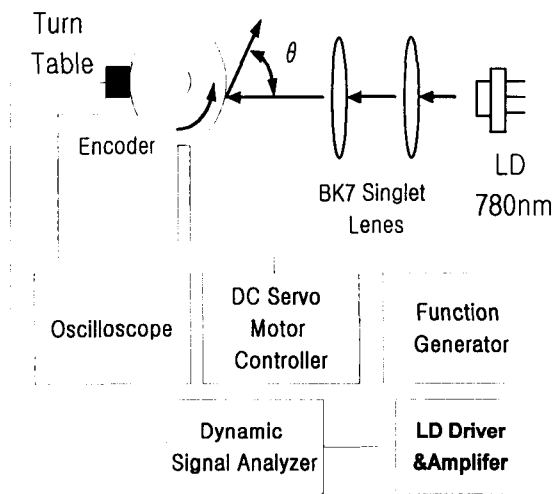 Turn
Table
θ
Encoder
BK7 Singlet
Lenes
LD
780nm
Oscilloscope
DC Servo
Motor
Controller
Function
Generator
Dynamic
Signal Analyzer
LD Driver
&Amplifer